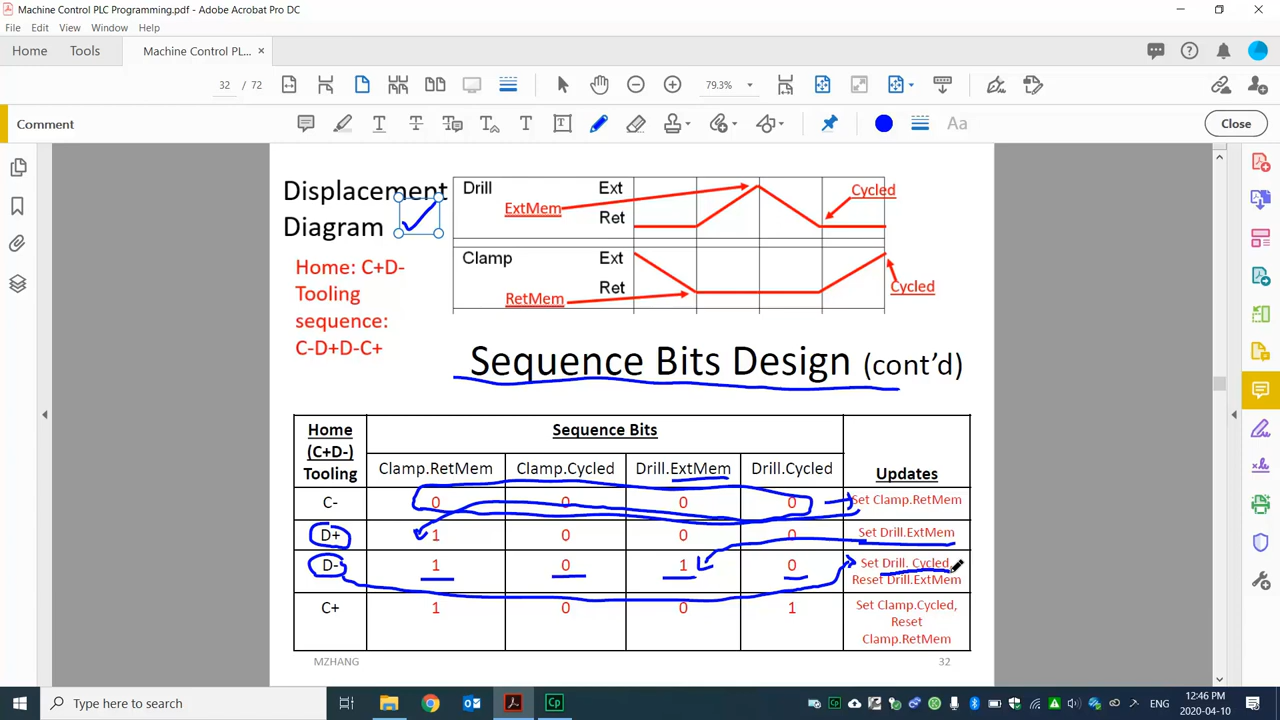 Machine Control PLC Programming.pdf - Adobe Acrobat Pro DC
File Edit View Window Help
Home Tools Machine Control PL... ×
32 / 72 79.3%
Comment Aa Close
Displacement
Diagram
Home: C+D-
Tooling
sequence:
C-D+D-C+
Drill Ext
Ret
ExtMem
Cycled
Clamp Ext
Ret
RetMem
Cycled
Sequence Bits Design (cont'd)
Home
(C+D-)
Tooling
Sequence Bits
Updates
Clamp.RetMem Clamp.Cycled Drill.ExtMem Drill.Cycled
C- 0 0 0 0 Set Clamp.RetMem
D+ 1 0 0 0 Set Drill.ExtMem
D- 1 0 1 0 Set Drill. Cycled,
Reset Drill.ExtMem
C+ 1 0 0 1 Set Clamp.Cycled,
Reset
Clamp.RetMem
MZHANG 32
Type here to search
ENG
12:46 PM
2020-04-10